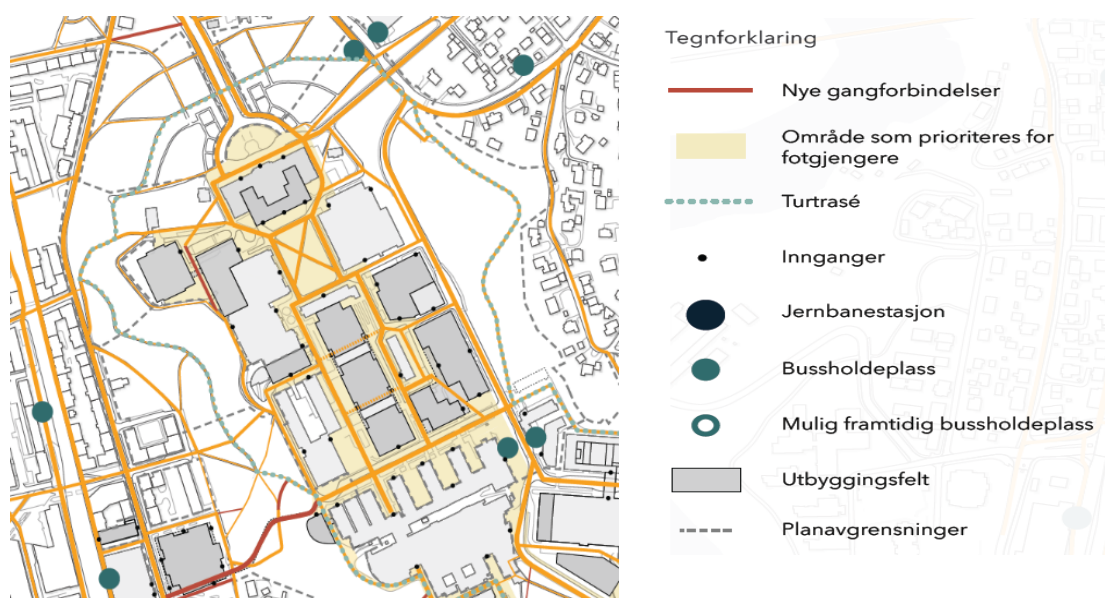 Tegnforklaring
Nye gangforbindelser
Område som prioriteres for
fotgjengere
Turtrasé
Innganger
Jernbanestasjon
Bussholdeplass
Mulig framtidig bussholdeplass
Utbyggingsfelt
Planavgrensninger